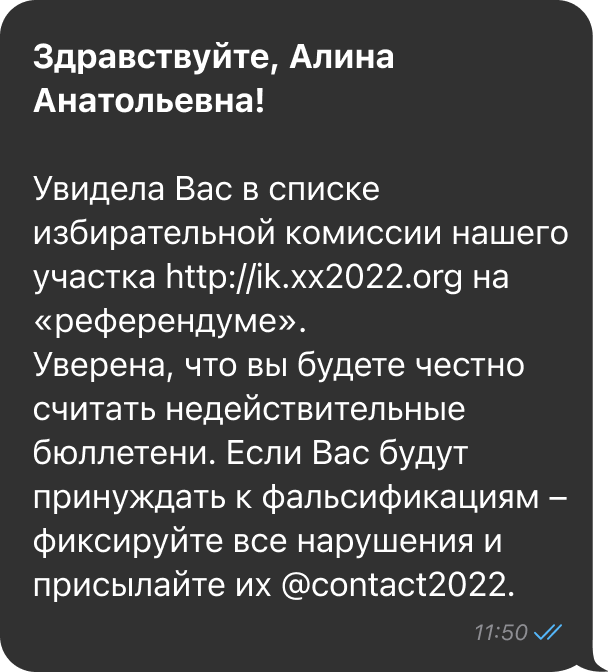 Здравствуйте, Алина
Анатольевна!
Увидела Вас в списке
избирательной комиссии нашего
участка http://ik.xx2022.org на
«референдуме».
Уверена, что вы будете честно
считать недействительные
бюллетени. Если Вас будут
принуждать к фальсификациям –
фиксируйте все нарушения и
присылайте их @contact2022.
11:50